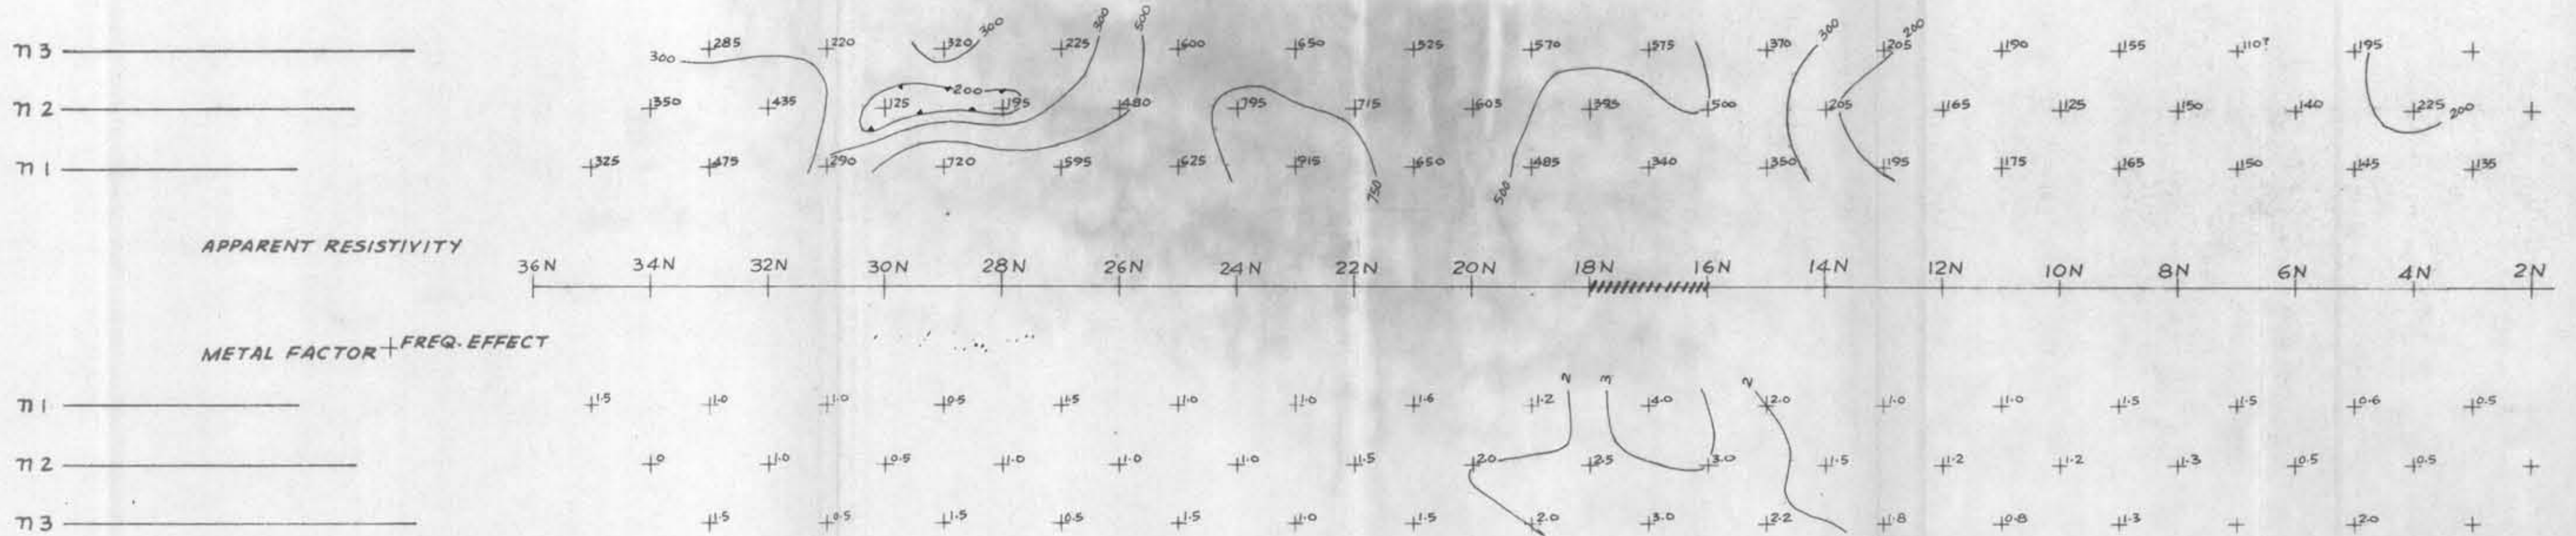 300
300
500
300
200
n3 285 220 320 225 600 650 525 570 575 370 205 190 155 110? 195
300
200
n2 350 435 125 195 480 795 715 605 395 500 205 165 125 150 140 225 200
n1 325 475 290 720 595 625 915 650 485 340 350 195 175 165 150 145 135
750
500
APPARENT RESISTIVITY
36N 34N 32N 30N 28N 26N 24N 22N 20N 18N 16N 14N 12N 10N 8N 6N 4N 2N
METAL FACTOR + FREQ. EFFECT
2 3 2
n1 1.5 1.0 1.0 0.5 1.5 1.0 1.0 1.6 1.2 4.0 2.0 1.0 1.0 1.5 1.5 0.6 0.5
n2 0 1.0 0.5 1.0 1.0 1.0 1.5 2.0 2.5 3.0 1.5 1.2 1.2 1.3 0.5 0.5
n3 1.5 0.5 1.5 0.5 1.5 1.0 1.5 2.0 3.0 2.2 1.8 0.8 1.3 2.0